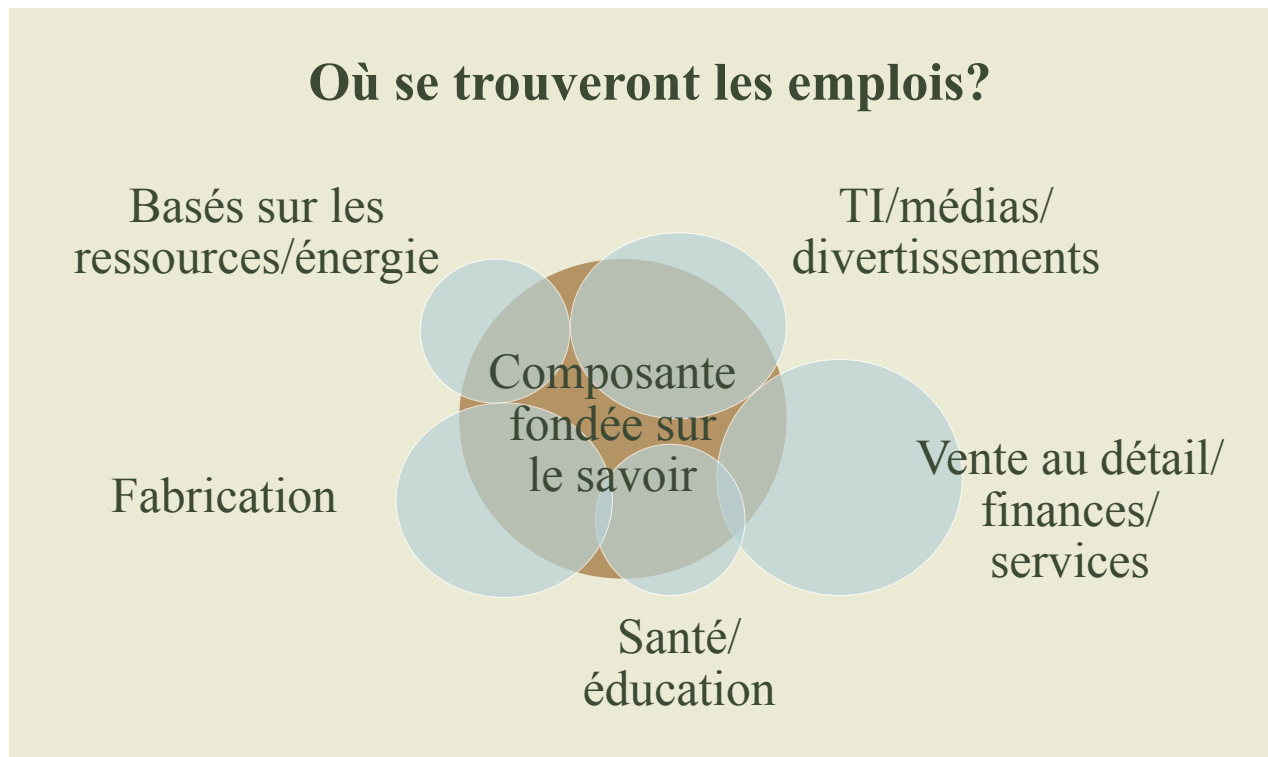 Où se trouveront les emplois?
Basés sur les
ressources/énergie
TI/médias/
divertissements
Composante
fondée sur
le savoir
Fabrication
Vente au détail/
finances/
services
Santé/
éducation